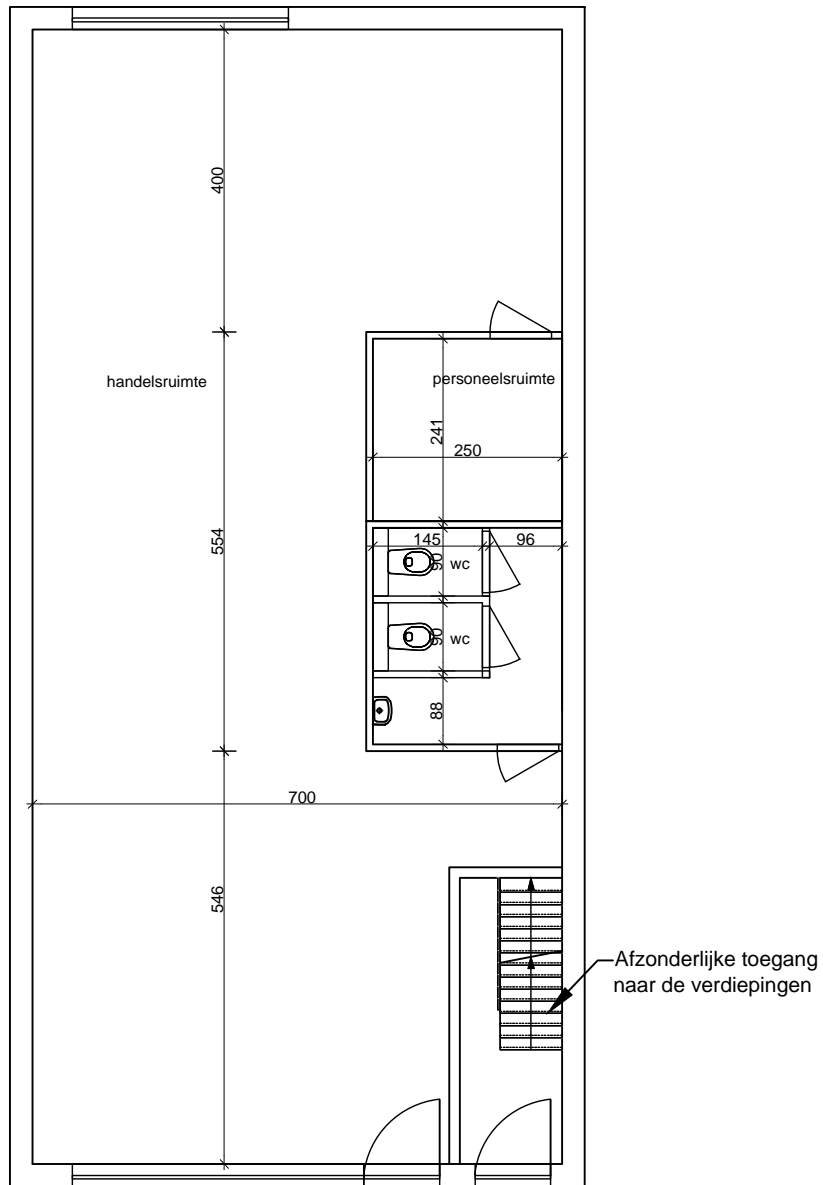 400
handelsruimte
personeelsruimte
241
250
554
145
96
90
wc
90
wc
88
700
546
Afzonderlijke toegang
naar de verdiepingen